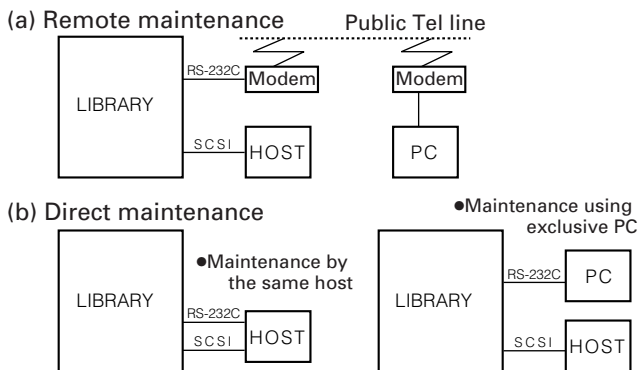 (a) Remote maintenance
Public Tel line
RS-232C
Modem
Modem
LIBRARY
SCSI
HOST
PC
(b) Direct maintenance
●Maintenance using
exclusive PC
●Maintenance by
the same host
LIBRARY
RS-232C
SCSI
HOST
LIBRARY
RS-232C
PC
SCSI
HOST